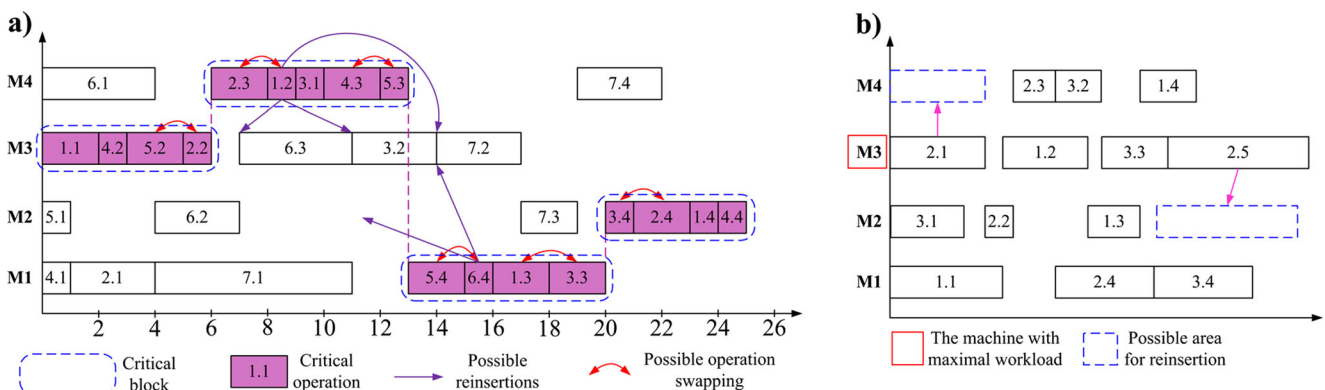 a)
M4 6.1 2.3 1.2 3.1 4.3 5.3 7.4
M3 1.1 4.2 5.2 2.2 6.3 3.2 7.2
M2 5.1 6.2 7.3 3.4 2.4 1.4 4.4
M1 4.1 2.1 7.1 5.4 6.4 1.3 3.3
2 4 6 8 10 12 14 16 18 20 22 24 26
Critical
block
1.1
Critical
operation
Possible
reinsertions
Possible operation
swapping
b)
M4 2.3 3.2 1.4
M3 2.1 1.2 3.3 2.5
M2 3.1 2.2 1.3
M1 1.1 2.4 3.4
The machine with
maximal workload
Possible area
for reinsertion